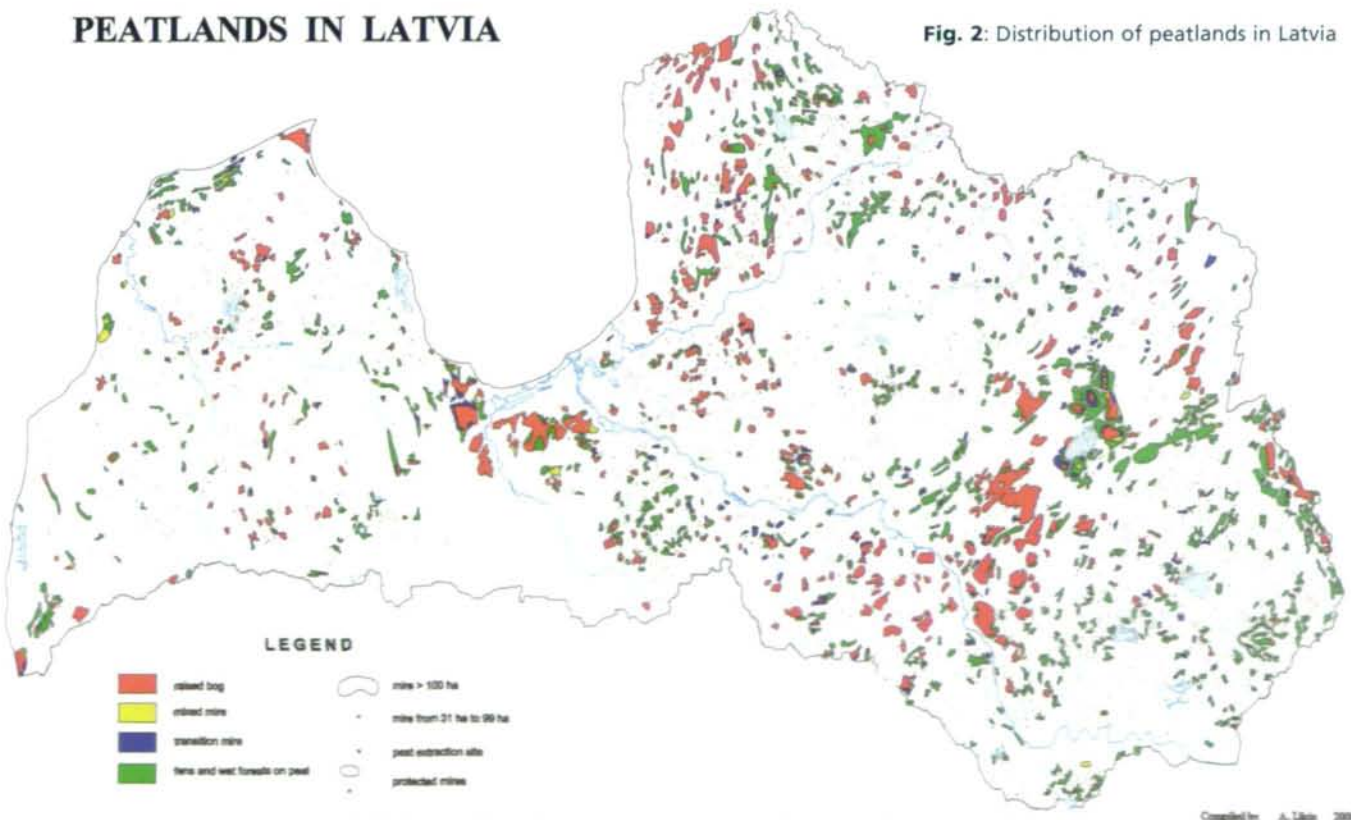 PEATLANDS IN LATVIA
Fig. 2: Distribution of peatlands in Latvia
LEGEND
raised bog
mixed mire
transition mire
fens and wet forests on peat
mire > 100 ha
mire from 31 ha to 99 ha
peat extraction site
protected mires
Compiled by A.